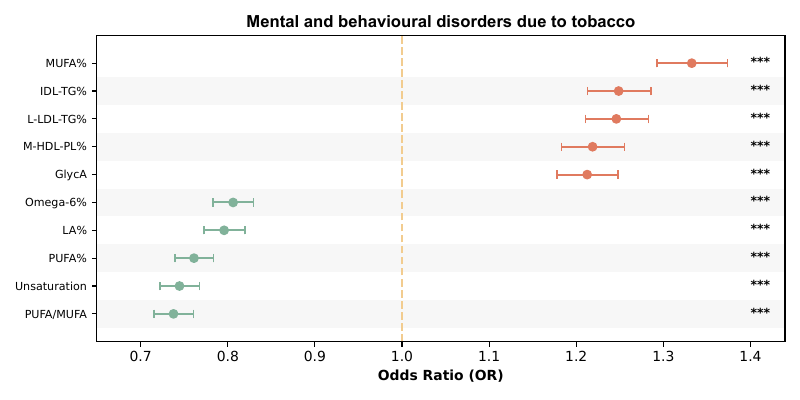 Mental and behavioural disorders due to tobacco
MUFA% ***
IDL-TG% ***
L-LDL-TG% ***
M-HDL-PL% ***
GlycA ***
Omega-6% ***
LA% ***
PUFA% ***
Unsaturation ***
PUFA/MUFA ***
0.7 0.8 0.9 1.0 1.1 1.2 1.3 1.4
Odds Ratio (OR)